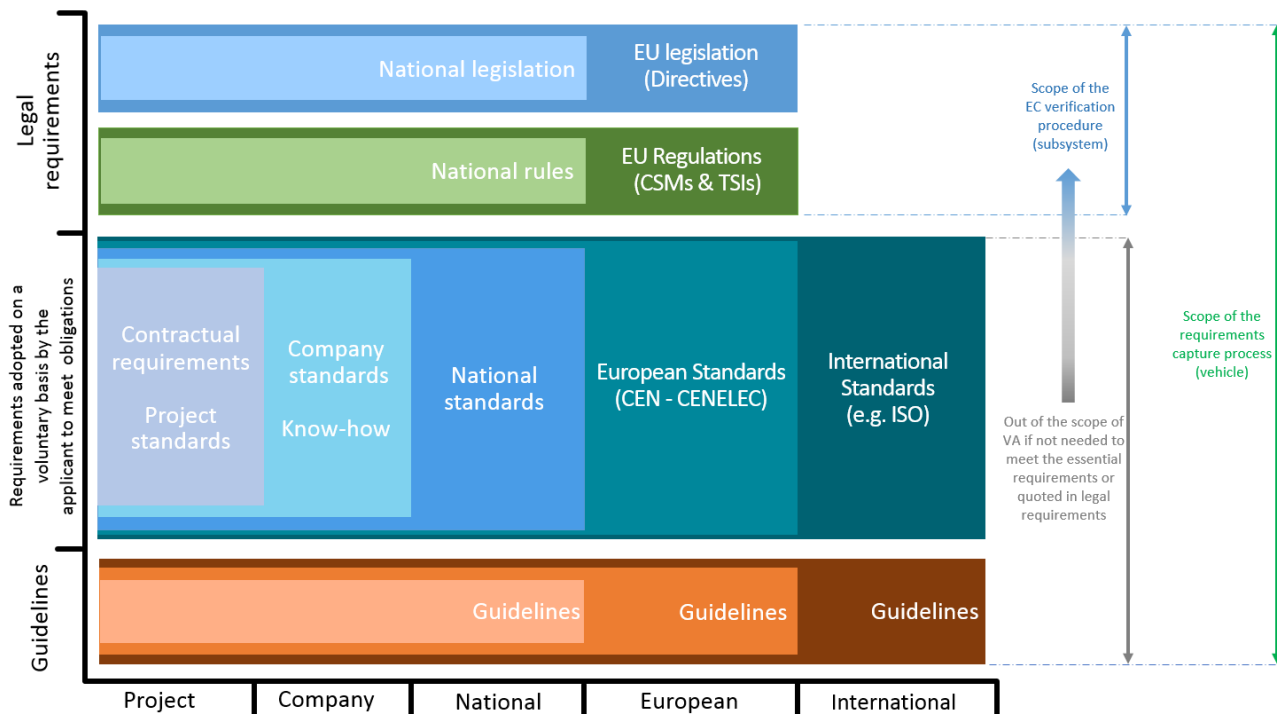 Legal
requirements
National legislation
EU legislation
(Directives)
National rules
EU Regulations
(CSMs & TSIs)
Scope of the
EC verification
procedure
(subsystem)
Requirements adopted on a
voluntary basis by the
applicant to meet obligations
Contractual
requirements
Project
standards
Company
standards
Know-how
National
standards
European Standards
(CEN - CENELEC)
International
Standards
(e.g. ISO)
Out of the scope of
VA if not needed to
meet the essential
requirements or
quoted in legal
requirements
Scope of the
requirements
capture process
(vehicle)
Guidelines
Guidelines
Guidelines
Guidelines
Project
Company
National
European
International